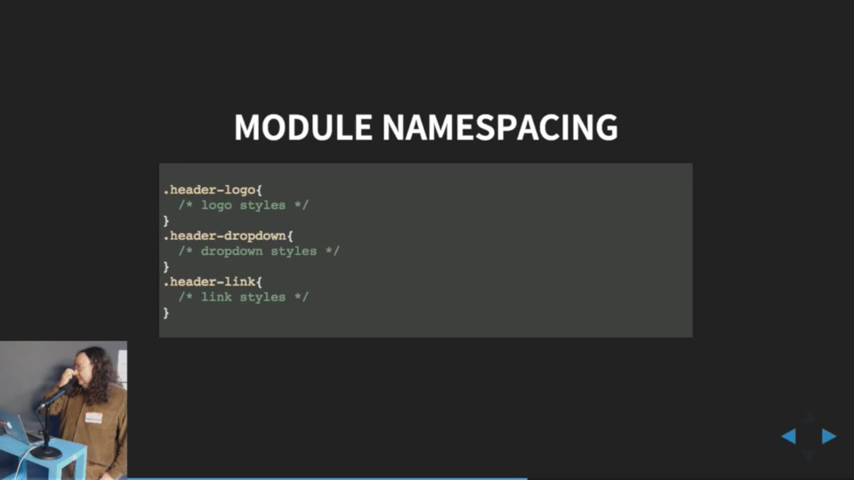 MODULE NAMESPACING
.header-logo{
/* logo styles */
}
.header-dropdown{
/* dropdown styles */
}
.header-link{
/* link styles */
}